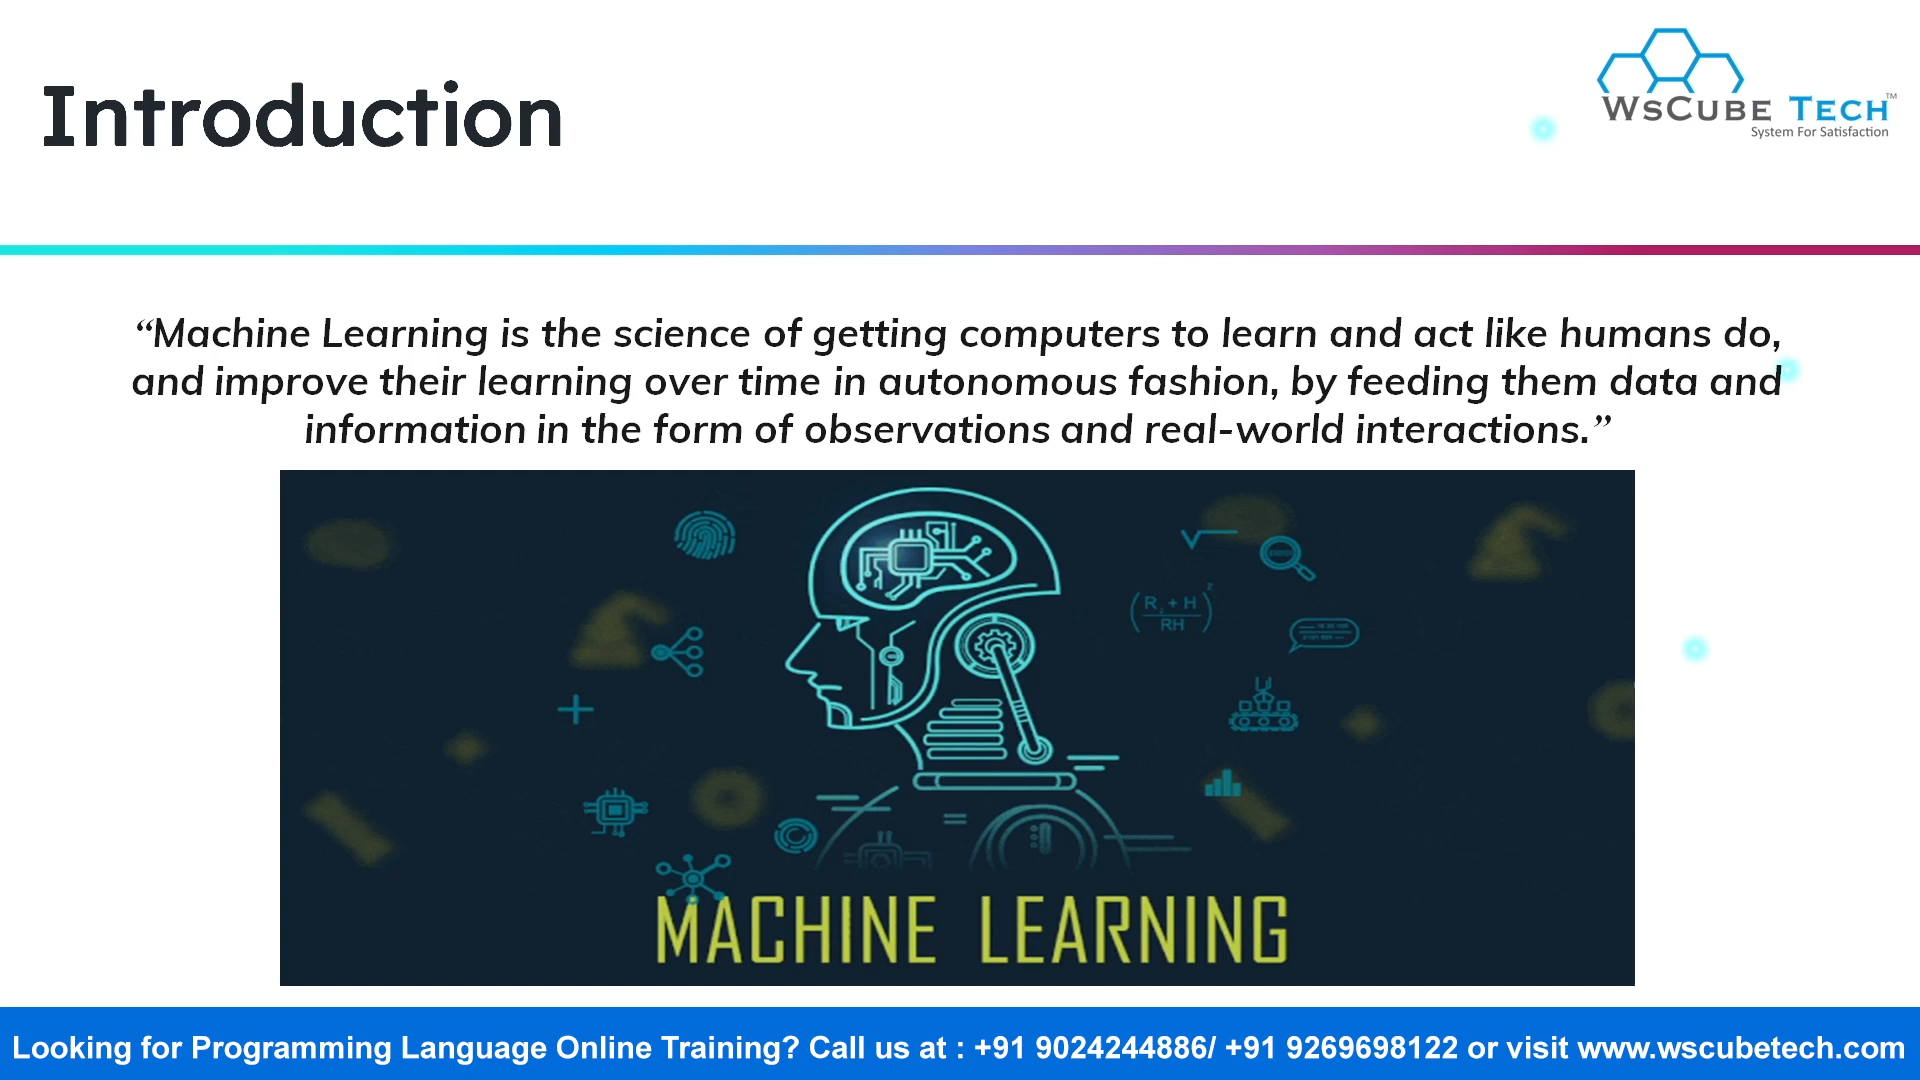 Introduction
WsCube Tech™
System For Satisfaction
“Machine Learning is the science of getting computers to learn and act like humans do,
and improve their learning over time in autonomous fashion, by feeding them data and
information in the form of observations and real-world interactions.”
MACHINE LEARNING
Looking for Programming Language Online Training? Call us at : +91 9024244886/ +91 9269698122 or visit www.wscubetech.com